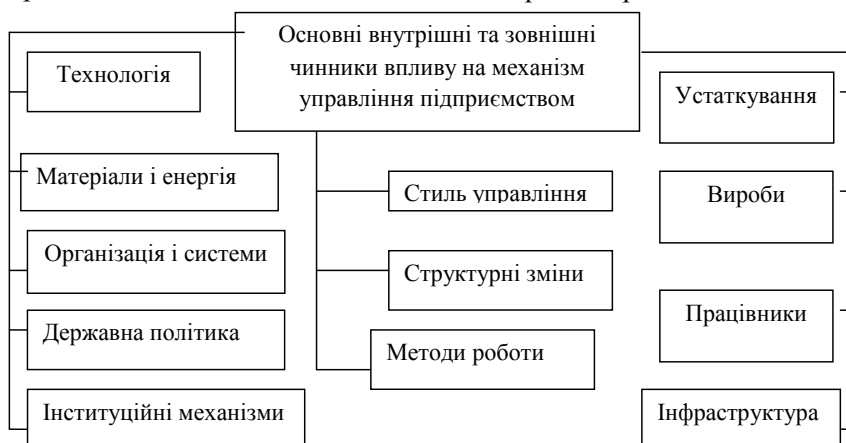 Основні внутрішні та зовнішні
чинники впливу на механізм
управління підприємством
Технологія
Матеріали і енергія
Організація і системи
Державна політика
Інституційні механізми
Стиль управління
Структурні зміни
Методи роботи
Устаткування
Вироби
Працівники
Інфраструктура